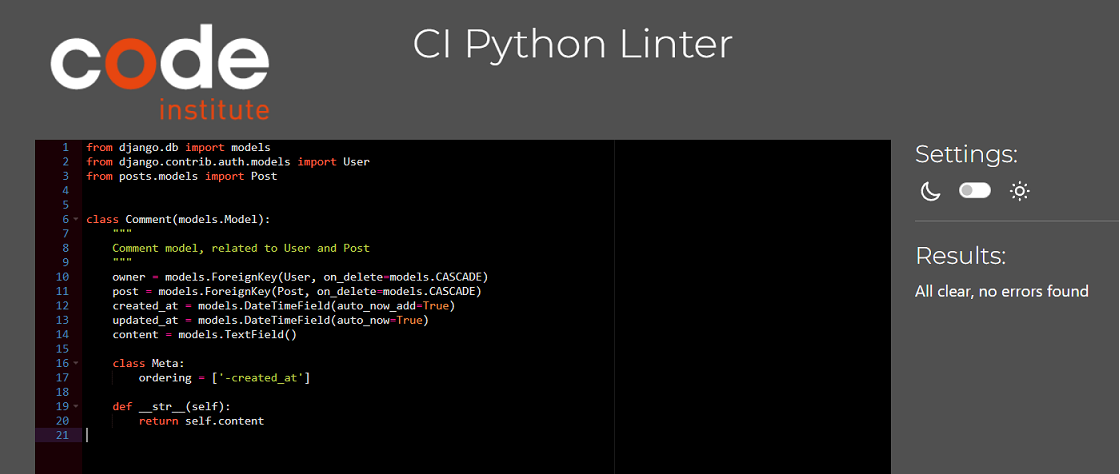 code
institute
CI Python Linter
1 from django.db import models
2 from django.contrib.auth.models import User
3 from posts.models import Post
4
5
6 class Comment(models.Model):
7     """
8     Comment model, related to User and Post
9     """
10     owner = models.ForeignKey(User, on_delete=models.CASCADE)
11     post = models.ForeignKey(Post, on_delete=models.CASCADE)
12     created_at = models.DateTimeField(auto_now_add=True)
13     updated_at = models.DateTimeField(auto_now=True)
14     content = models.TextField()
15
16     class Meta:
17         ordering = ['-created_at']
18
19     def __str__(self):
20         return self.content
21
Settings:
Results:
All clear, no errors found